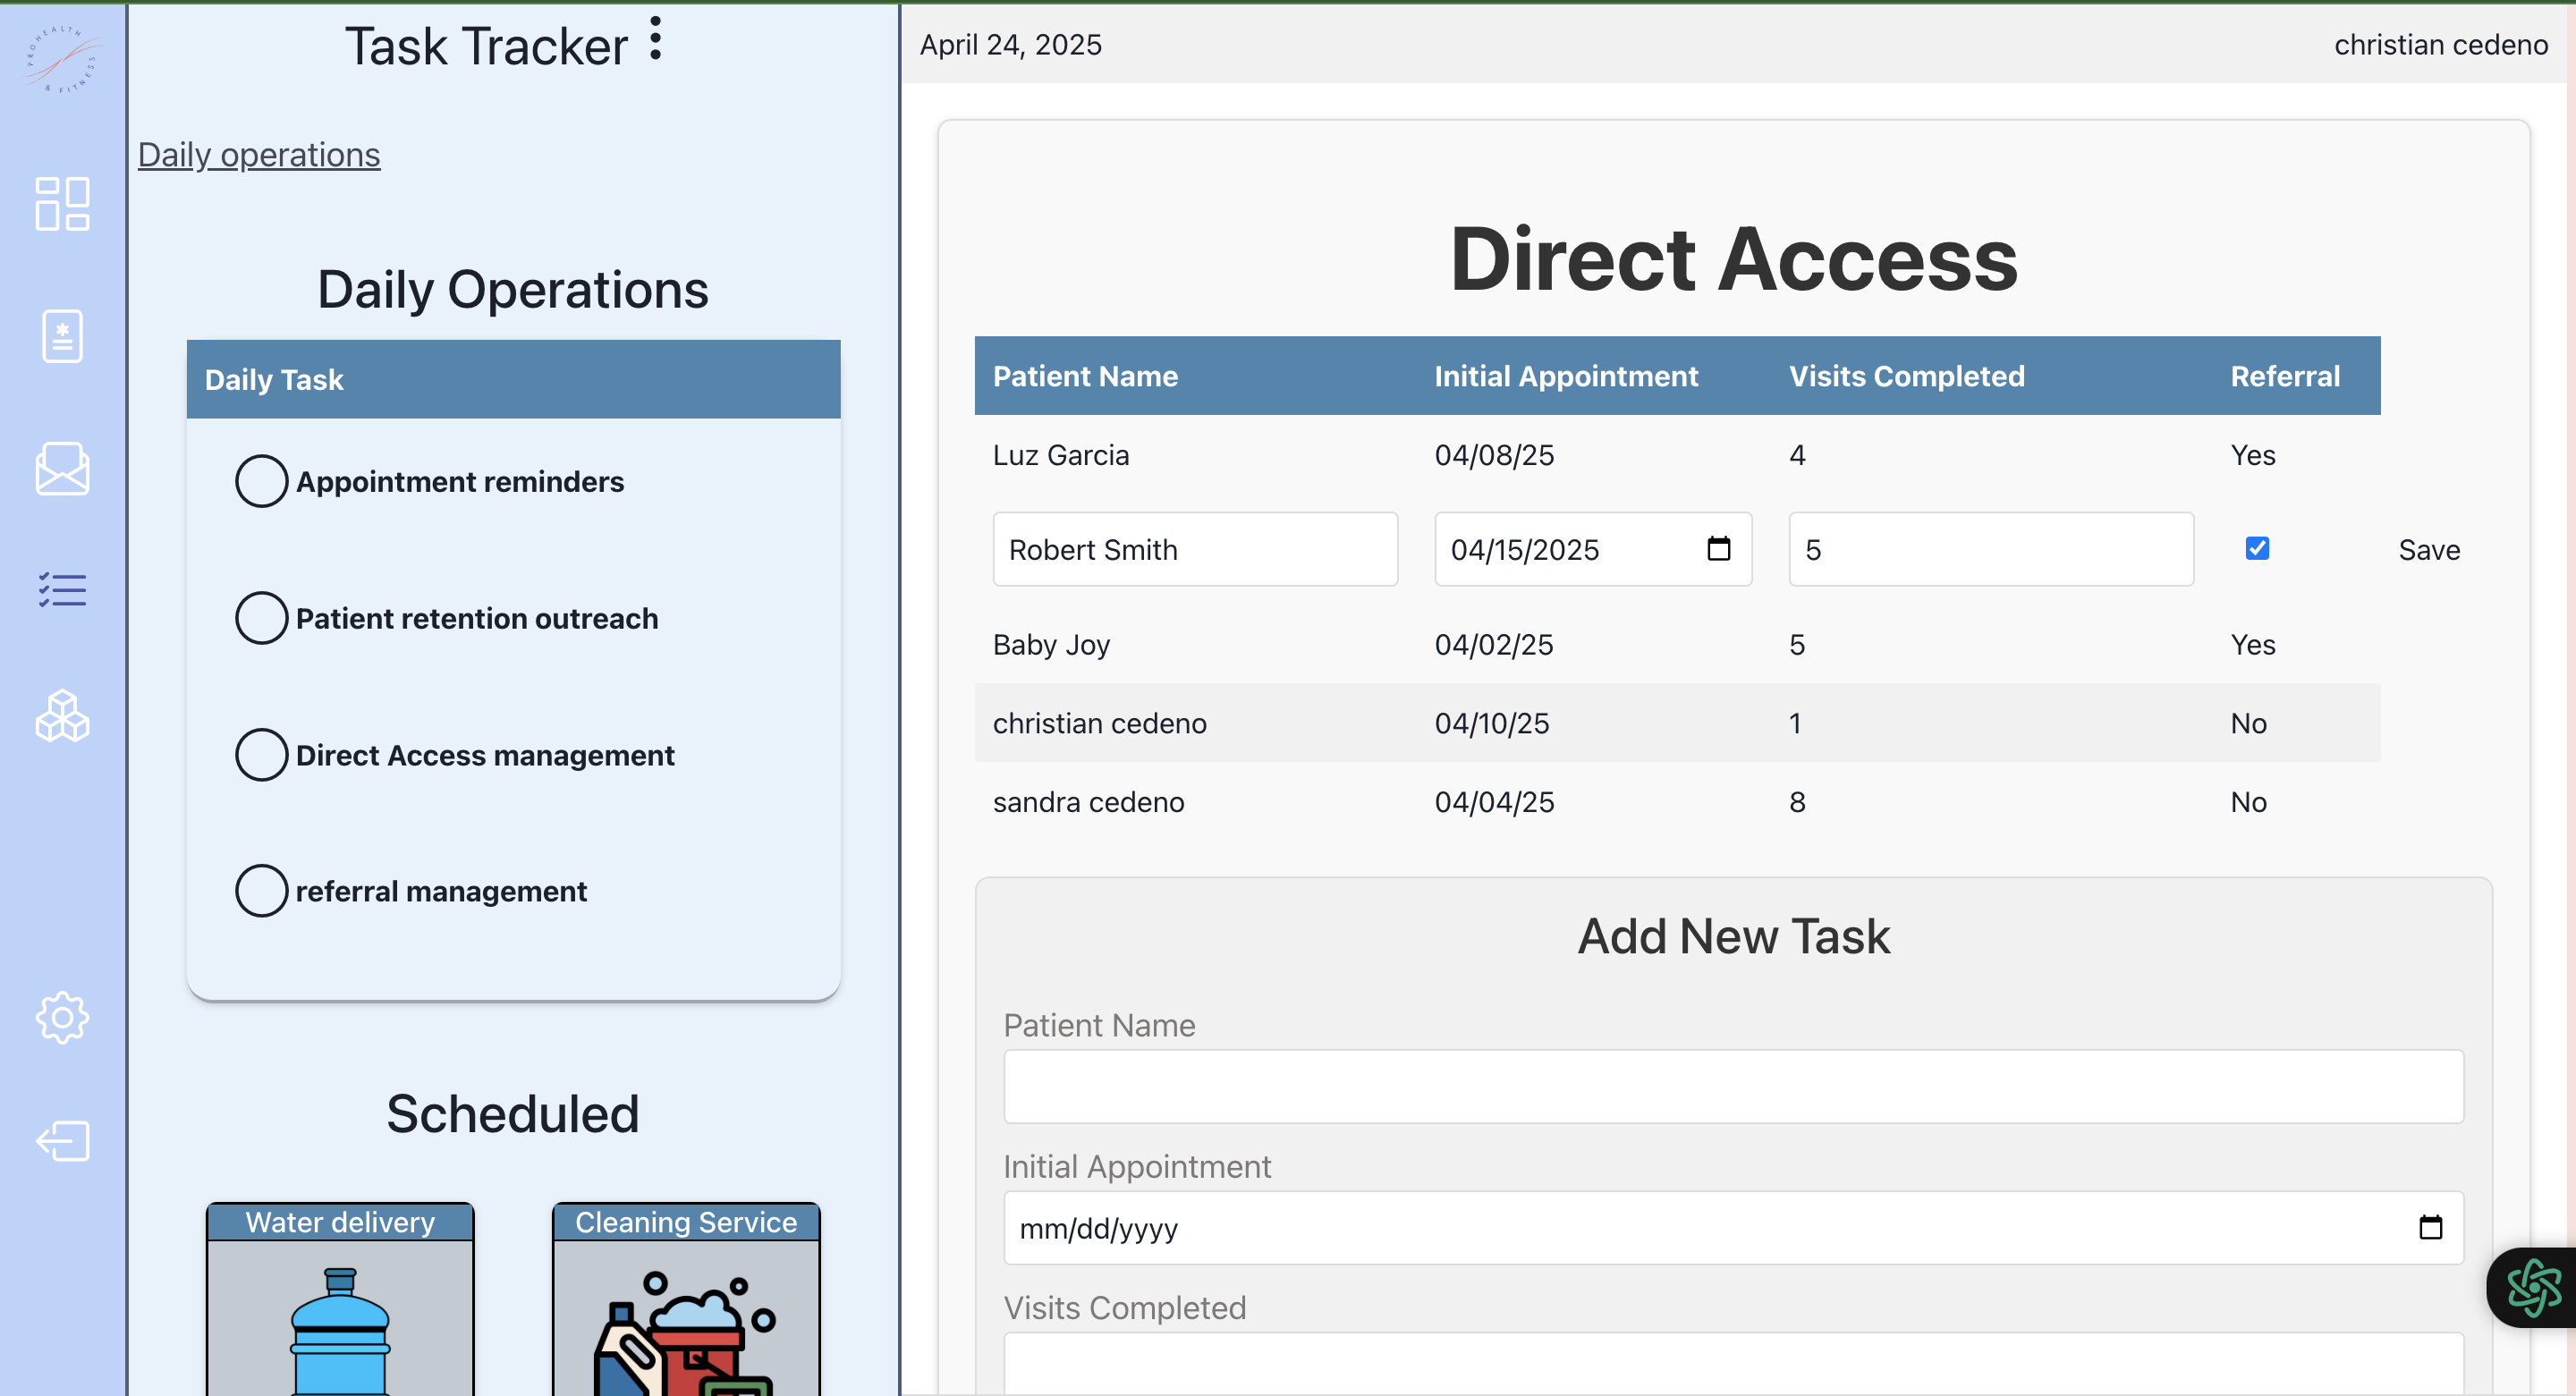 PROHEALTH
& FITNESS
Task Tracker
Daily operations
Daily Operations
Daily Task
Appointment reminders
Patient retention outreach
Direct Access management
referral management
Scheduled
Water delivery
Cleaning Service
April 24, 2025
christian cedeno
Direct Access
Patient Name Initial Appointment Visits Completed Referral
Luz Garcia 04/08/25 4 Yes
Robert Smith 04/15/2025 5 Save
Baby Joy 04/02/25 5 Yes
christian cedeno 04/10/25 1 No
sandra cedeno 04/04/25 8 No
Add New Task
Patient Name
Initial Appointment
mm/dd/yyyy
Visits Completed